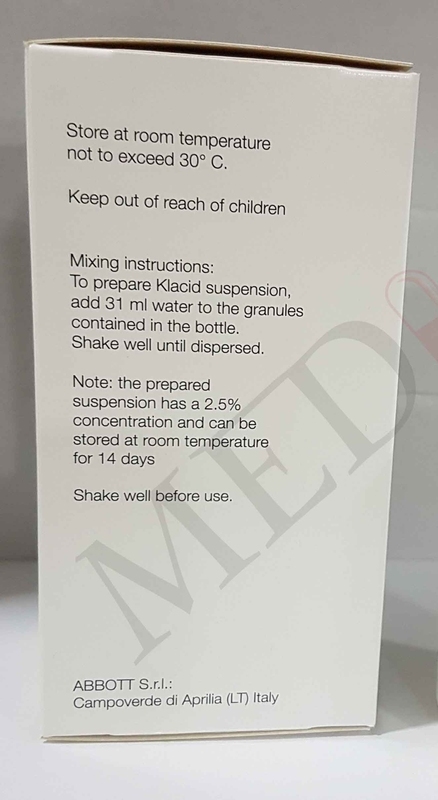 Store at room temperature
not to exceed 30° C.
Keep out of reach of children
Mixing instructions:
To prepare Klacid suspension,
add 31 ml water to the granules
contained in the bottle.
Shake well until dispersed.
Note: the prepared
suspension has a 2.5%
concentration and can be
stored at room temperature
for 14 days
Shake well before use.
ABBOTT S.r.l.:
Campoverde di Aprilia (LT) Italy
MED